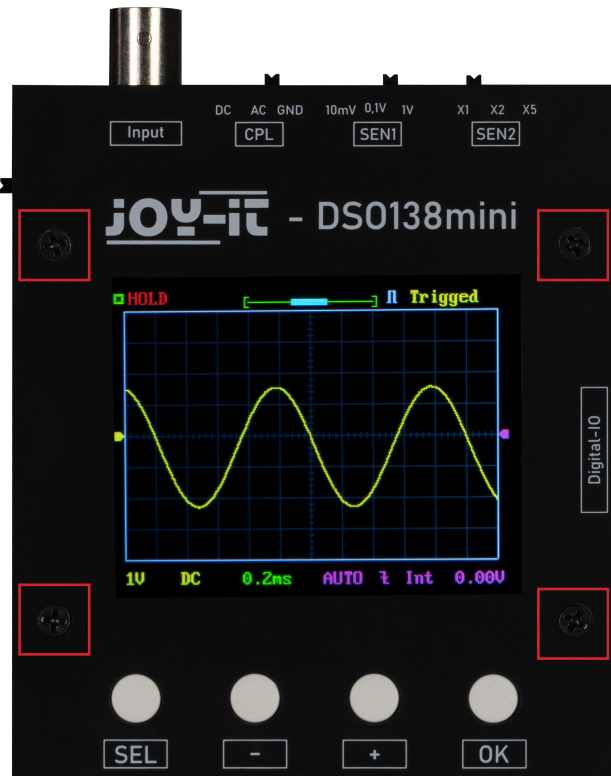 DC AC GND 10mV 0,1V 1V X1 X2 X5
Input CPL SEN1 SEN2
JOY-iT - DSO138mini
HOLD Trigged
Digital-IO
1V DC 0.2ms AUTO Int 0.00V
SEL - + OK